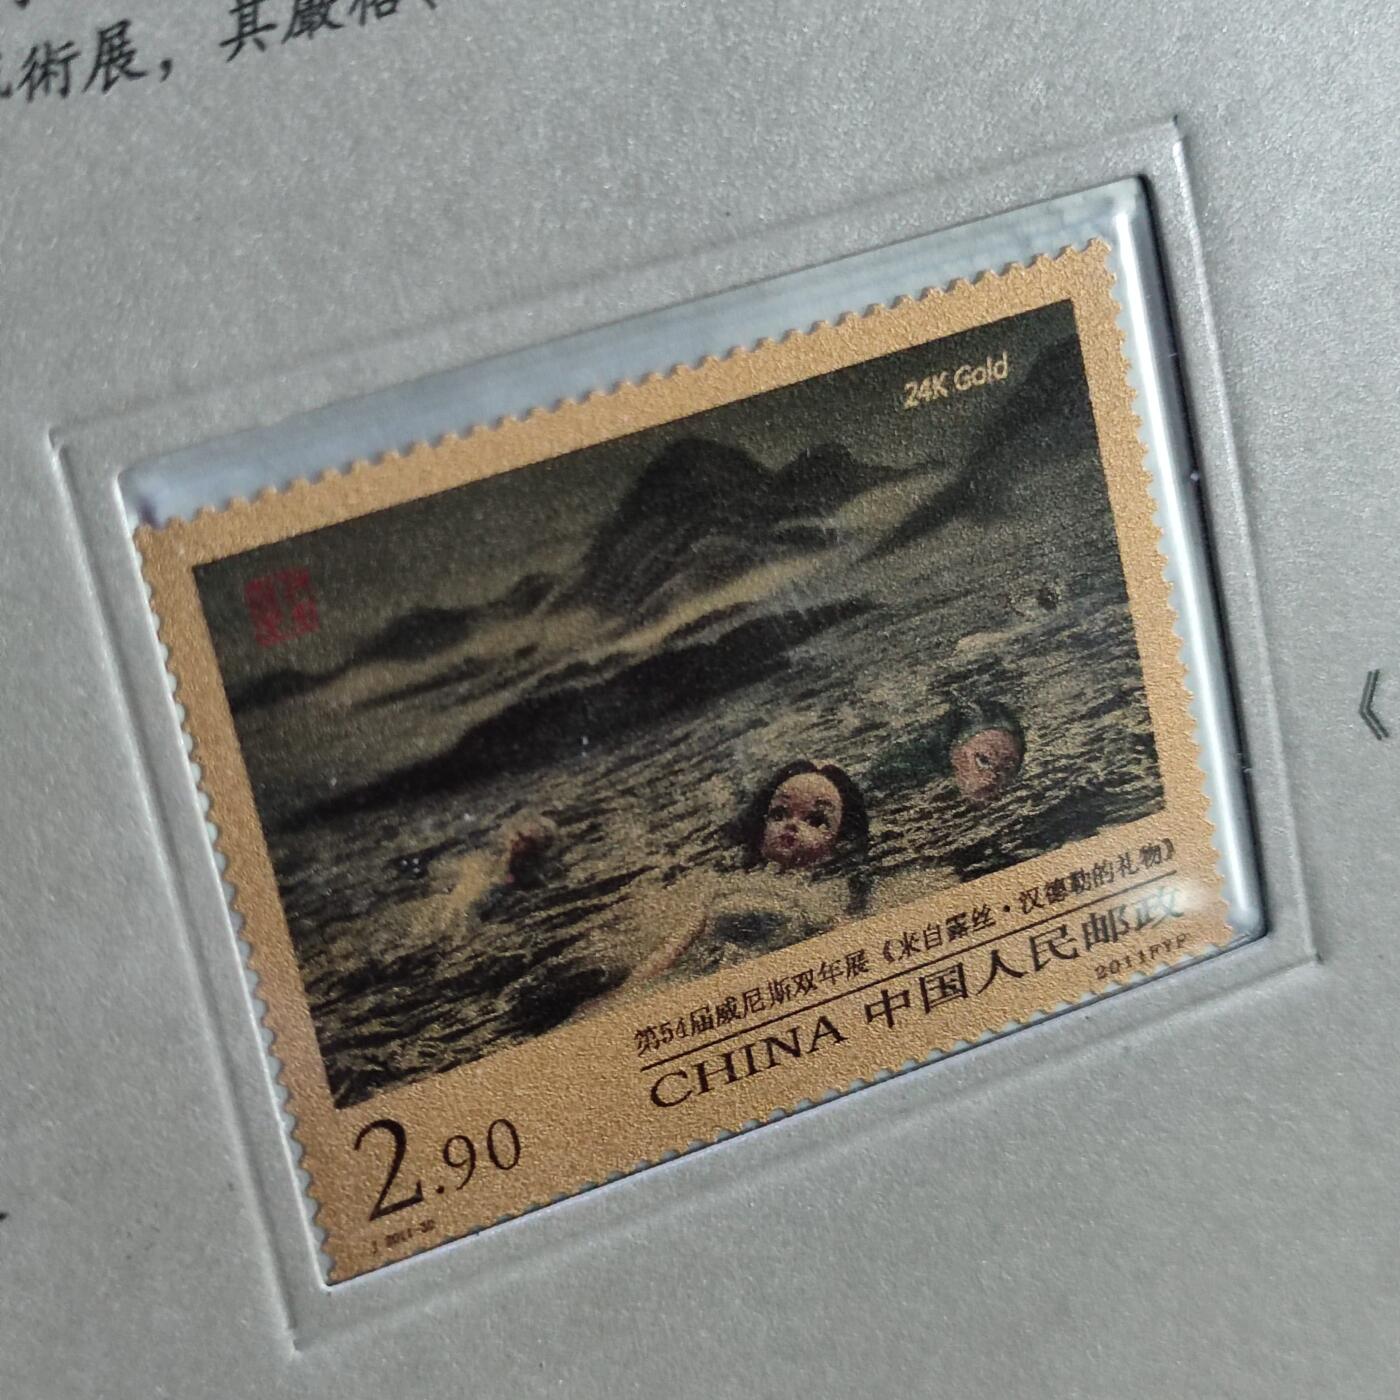 術展，其嚴格、
24K Gold
第54届威尼斯双年展《来自露丝·汉德勒的礼物》
CHINA 中国人民邮政
2011FYP
2.90
《